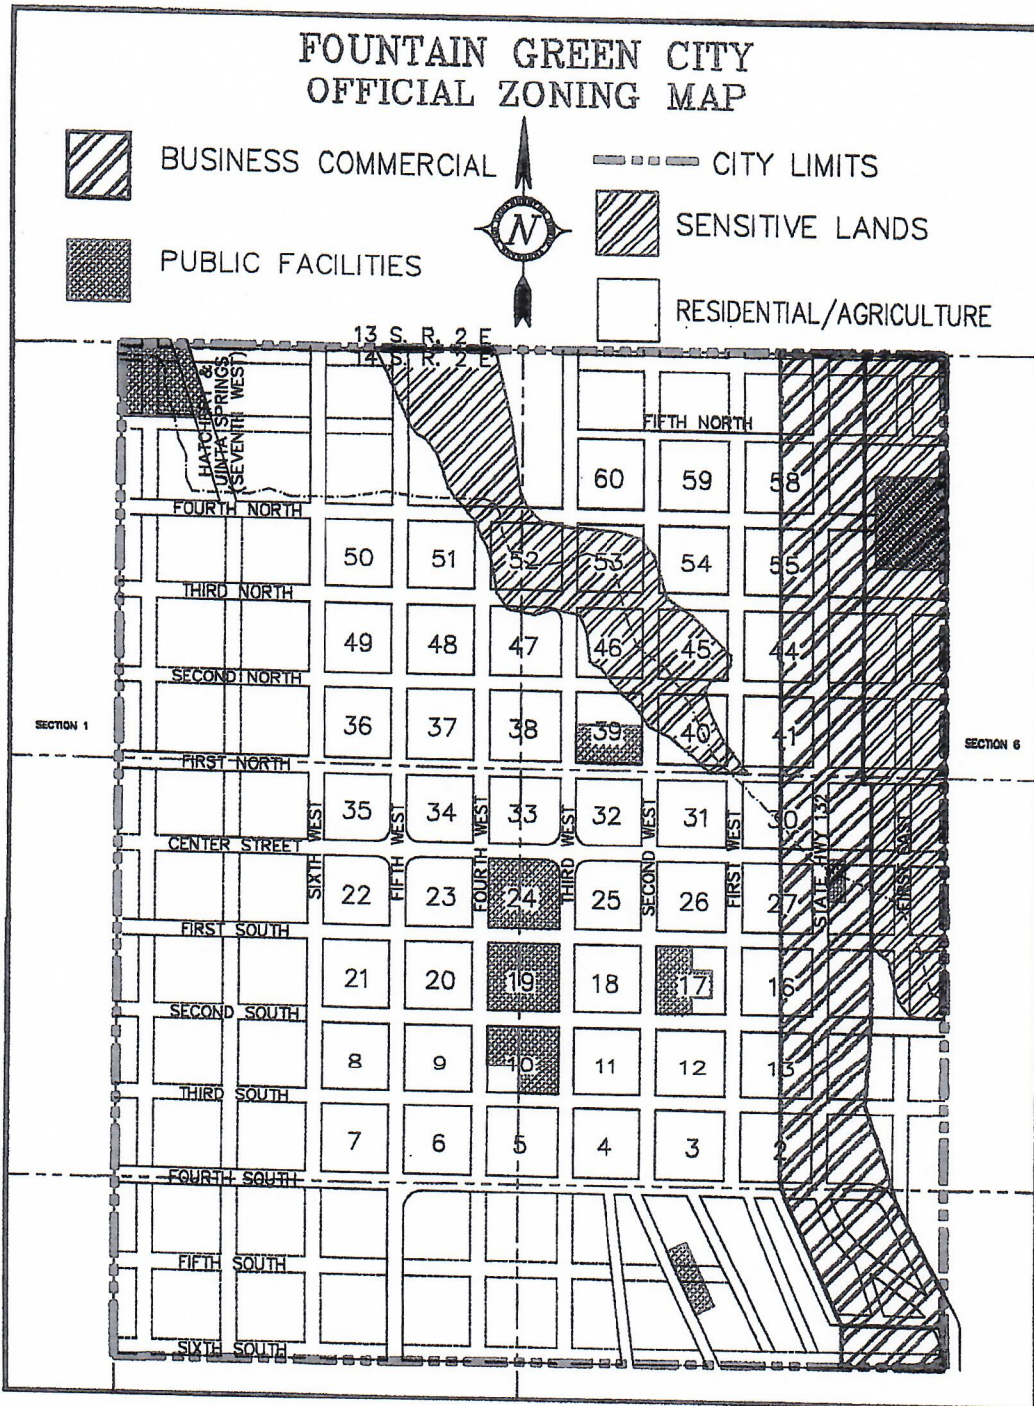 FOUNTAIN GREEN CITY
OFFICIAL ZONING MAP
BUSINESS COMMERCIAL
CITY LIMITS
N
SENSITIVE LANDS
PUBLIC FACILITIES
RESIDENTIAL/AGRICULTURE
13 S. R. 2 E
14 S. R. 2 E
HATCHERY &
UINTA SPRINGS
(SEVENTH WEST)
FIFTH NORTH
60 59 58
FOURTH NORTH
50 51 52 53 54 55
THIRD NORTH
49 48 47 46 45 44
SECOND NORTH
36 37 38 39 40 41
SECTION 1
SECTION 6
FIRST NORTH
35 34 33 32 31 30
SIXTH WEST
FIFTH WEST
FOURTH WEST
THIRD WEST
SECOND WEST
FIRST WEST
STATE HWY 132
FIRST EAST
CENTER STREET
22 23 24 25 26 27
FIRST SOUTH
21 20 19 18 17 16
SECOND SOUTH
8 9 10 11 12 13
THIRD SOUTH
7 6 5 4 3 2
FOURTH SOUTH
FIFTH SOUTH
SIXTH SOUTH